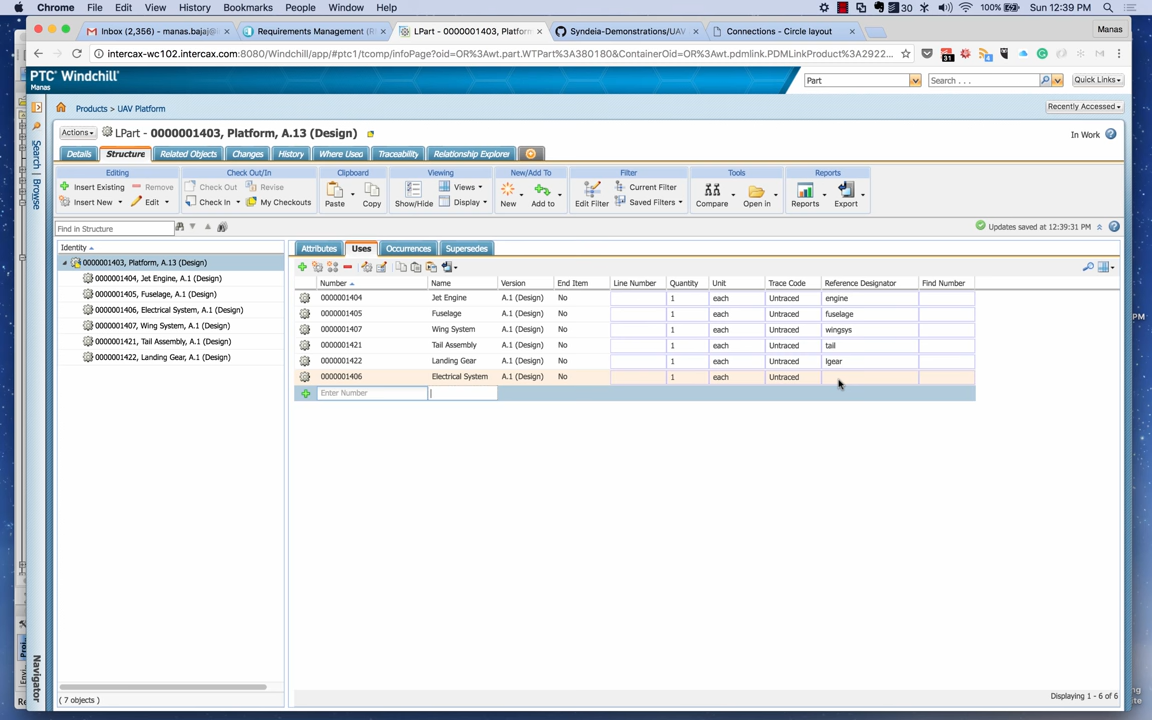 Chrome File Edit View History Bookmarks People Window Help 30 100% Sun 12:39 PM
Inbox (2,356) - manas.bajaj@ Requirements Management (R LPart - 0000001403, Platform Syndeia-Demonstrations/UAV Connections - Circle layout Manas
intercax-wc102.intercax.com:8080/Windchill/app/#ptc1/tcomp/infoPage?oid=OR%3Awt.part.WTPart%3A380180&ContainerOid=OR%3Awt.pdmlink.PDMLinkProduct%3A2922...
PTC Windchill
Manas
Part Search . . . Quick Links
Products > UAV Platform Recently Accessed
Actions LPart - 0000001403, Platform, A.13 (Design) In Work
Details Structure Related Objects Changes History Where Used Traceability Relationship Explorer
Editing Check Out/In Clipboard Viewing New/Add To Filter Tools Reports
Insert Existing Remove Check Out Revise Views Current Filter
Insert New Edit Check In My Checkouts Paste Copy Show/Hide Display New Add to Edit Filter Saved Filters Compare Open in Reports Export
Find in Structure Updates saved at 12:39:31 PM
Search
Browse
Identity
0000001403, Platform, A.13 (Design)
0000001404, Jet Engine, A.1 (Design)
0000001405, Fuselage, A.1 (Design)
0000001406, Electrical System, A.1 (Design)
0000001407, Wing System, A.1 (Design)
0000001421, Tail Assembly, A.1 (Design)
0000001422, Landing Gear, A.1 (Design)
Attributes Uses Occurrences Supersedes
Number Name Version End Item Line Number Quantity Unit Trace Code Reference Designator Find Number
0000001404 Jet Engine A.1 (Design) No 1 each Untraced engine
0000001405 Fuselage A.1 (Design) No 1 each Untraced fuselage
0000001407 Wing System A.1 (Design) No 1 each Untraced wingsys
0000001421 Tail Assembly A.1 (Design) No 1 each Untraced tail
0000001422 Landing Gear A.1 (Design) No 1 each Untraced lgear
0000001406 Electrical System A.1 (Design) No 1 each Untraced
Enter Number
Navigator
( 7 objects ) Displaying 1 - 6 of 6